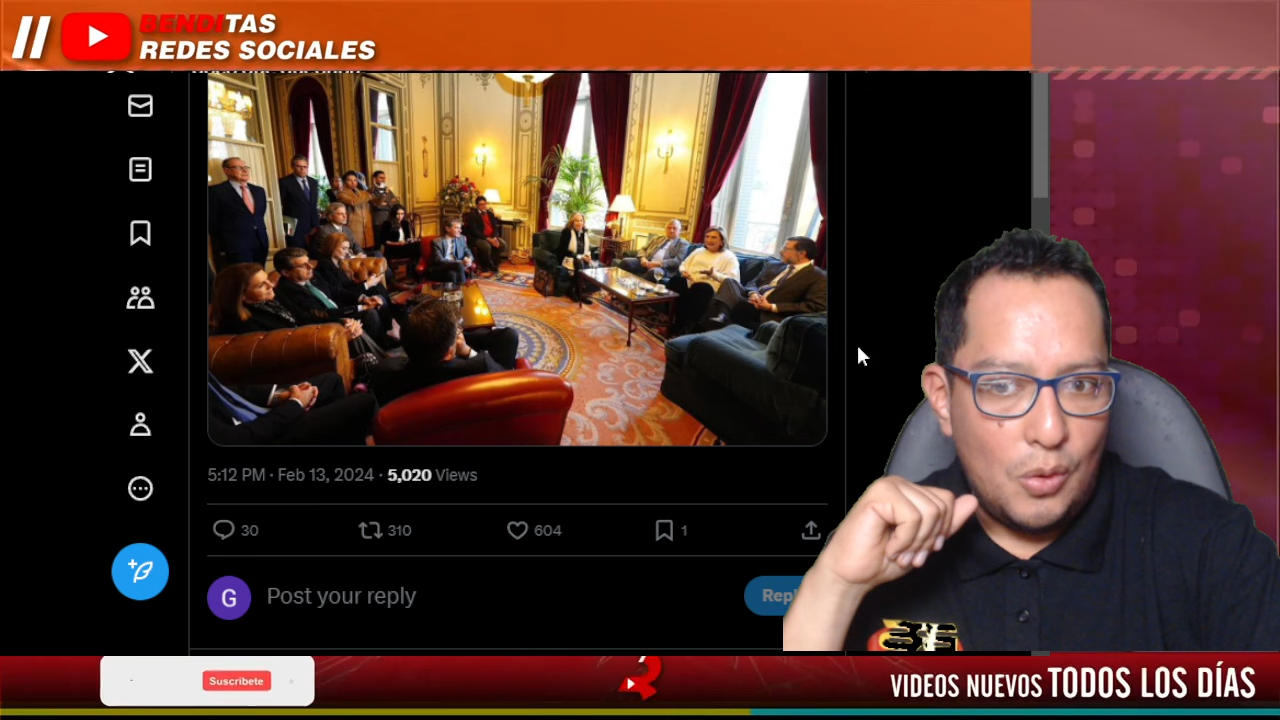 BENDITAS
REDES SOCIALES
5:12 PM · Feb 13, 2024 · 5,020 Views
30
310
604
1
G
Post your reply
Suscríbete
VIDEOS NUEVOS TODOS LOS DÍAS